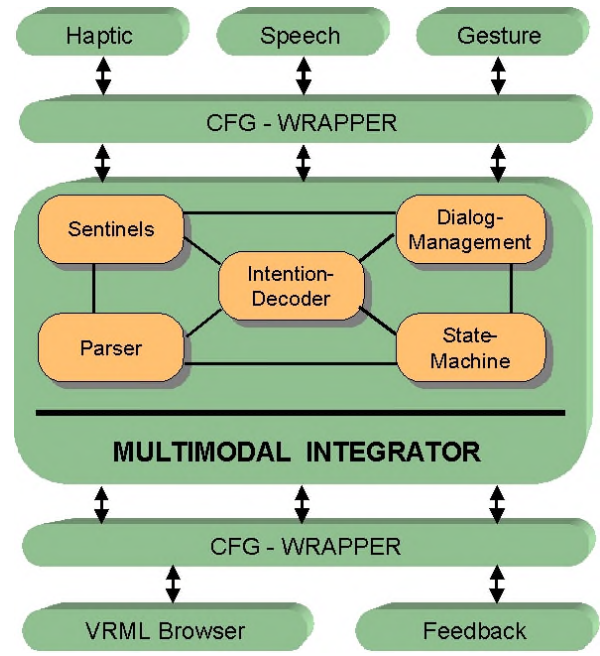 Haptic
Speech
Gesture
CFG - WRAPPER
Sentinels
Dialog-
Management
Intention-
Decoder
Parser
State-
Machine
MULTIMODAL INTEGRATOR
CFG - WRAPPER
VRML Browser
Feedback